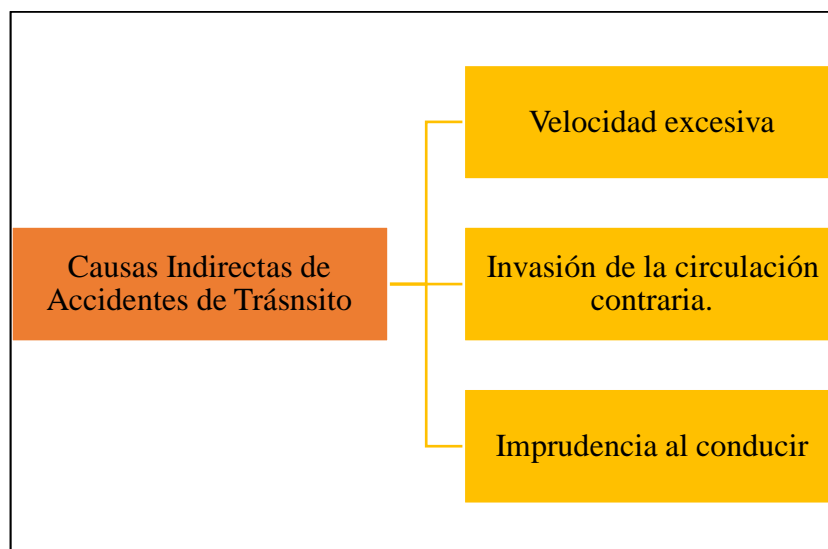 Velocidad excesiva
Causas Indirectas de
Accidentes de Trásnsito
Invasión de la circulación
contraria.
Imprudencia al conducir